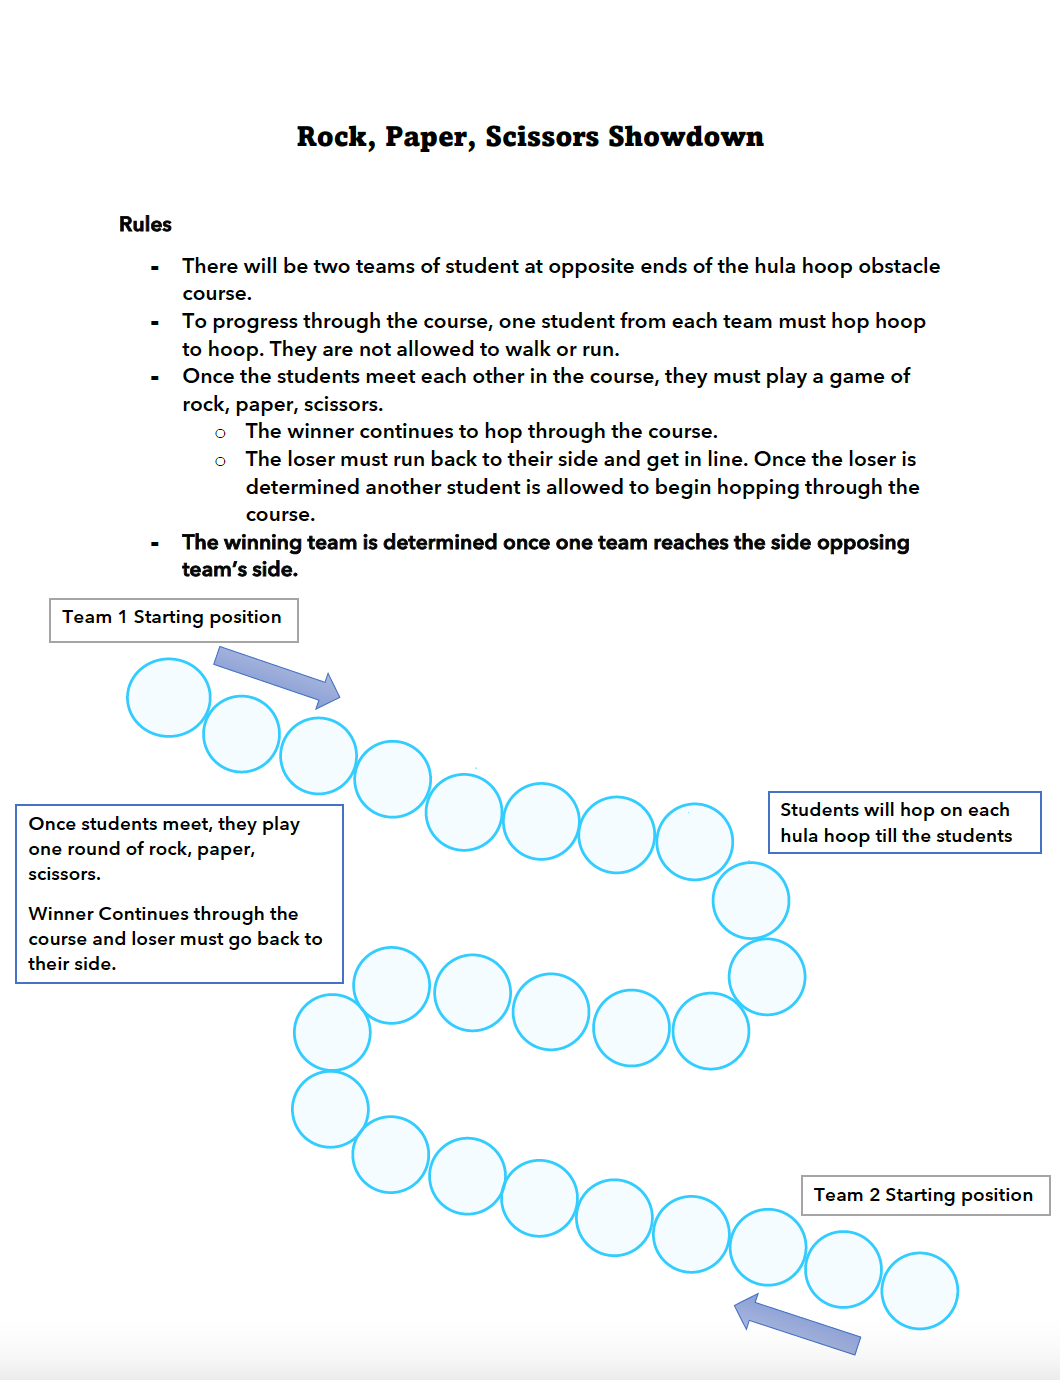 Rock, Paper, Scissors Showdown
Rules
- There will be two teams of student at opposite ends of the hula hoop obstacle
course.
- To progress through the course, one student from each team must hop hoop
to hoop. They are not allowed to walk or run.
- Once the students meet each other in the course, they must play a game of
rock, paper, scissors.
o The winner continues to hop through the course.
o The loser must run back to their side and get in line. Once the loser is
determined another student is allowed to begin hopping through the
course.
- The winning team is determined once one team reaches the side opposing
team’s side.
Team 1 Starting position
Students will hop on each
hula hoop till the students
Once students meet, they play
one round of rock, paper,
scissors.
Winner Continues through the
course and loser must go back to
their side.
Team 2 Starting position